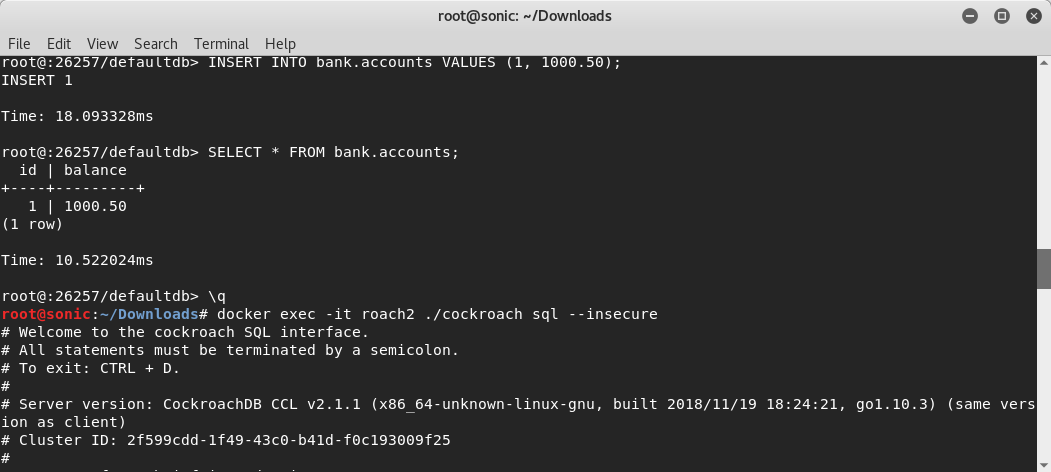 root@sonic: ~/Downloads
File Edit View Search Terminal Help
root@:26257/defaultdb> INSERT INTO bank.accounts VALUES (1, 1000.50);
INSERT 1
Time: 18.093328ms
root@:26257/defaultdb> SELECT * FROM bank.accounts;
  id | balance
+----+---------+
   1 | 1000.50
(1 row)
Time: 10.522024ms
root@:26257/defaultdb> \q
root@sonic:~/Downloads# docker exec -it roach2 ./cockroach sql --insecure
# Welcome to the cockroach SQL interface.
# All statements must be terminated by a semicolon.
# To exit: CTRL + D.
#
# Server version: CockroachDB CCL v2.1.1 (x86_64-unknown-linux-gnu, built 2018/11/19 18:24:21, go1.10.3) (same vers
ion as client)
# Cluster ID: 2f599cdd-1f49-43c0-b41d-f0c193009f25
#